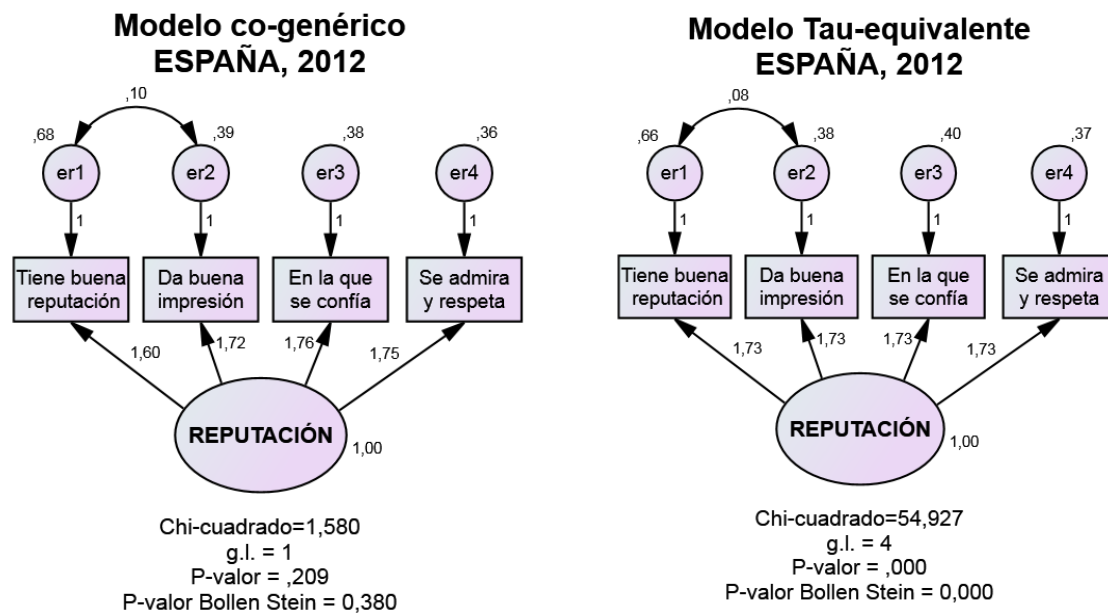 Modelo co-genérico
ESPAÑA, 2012
,10
,68
,39
,38
,36
er1
er2
er3
er4
1
1
1
1
Tiene buena
reputación
Da buena
impresión
En la que
se confía
Se admira
y respeta
1,60
1,72
1,76
1,75
REPUTACIÓN
1,00
Chi-cuadrado=1,580
g.l. = 1
P-valor = ,209
P-valor Bollen Stein = 0,380
Modelo Tau-equivalente
ESPAÑA, 2012
,08
,66
,38
,40
,37
er1
er2
er3
er4
1
1
1
1
Tiene buena
reputación
Da buena
impresión
En la que
se confía
Se admira
y respeta
1,73
1,73
1,73
1,73
REPUTACIÓN
1,00
Chi-cuadrado=54,927
g.l. = 4
P-valor = ,000
P-valor Bollen Stein = 0,000